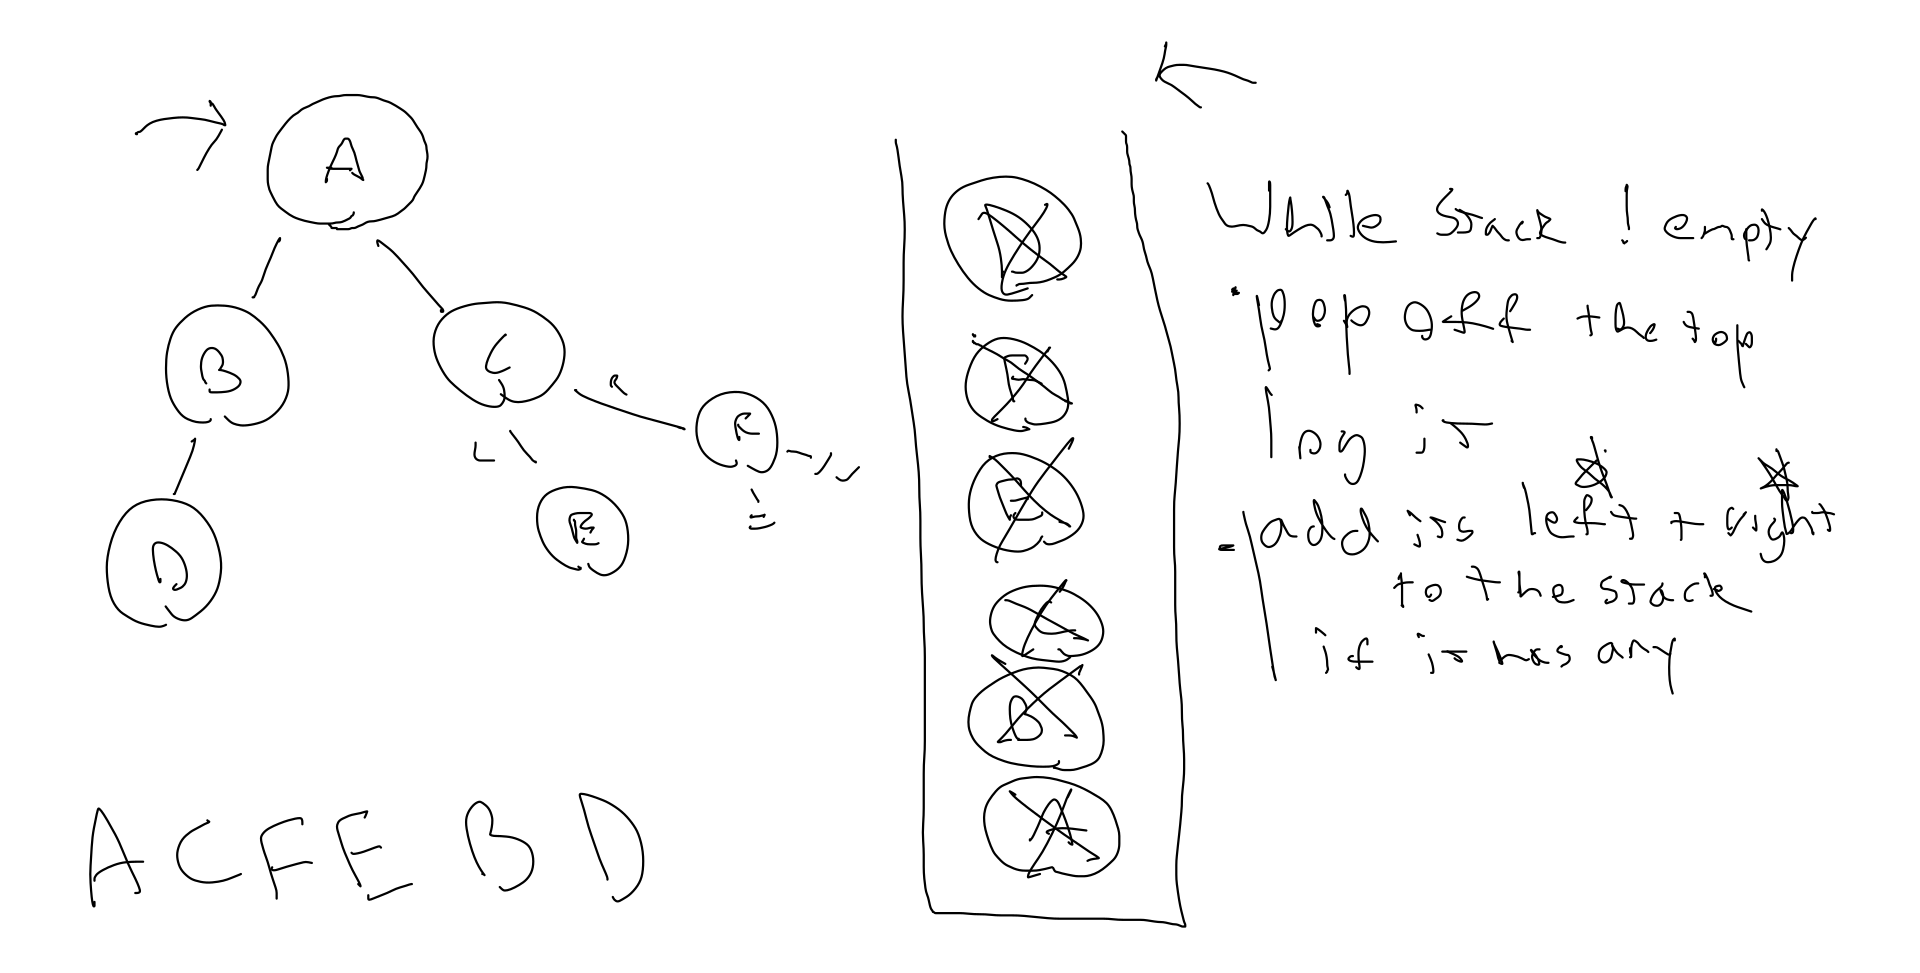 A
B
C
R
F
L
E
D
D
F
E
C
B
A
While stack ! empty
· pop off the top
log it
- add its left + right
to the stack
if it has any
A C F E B D